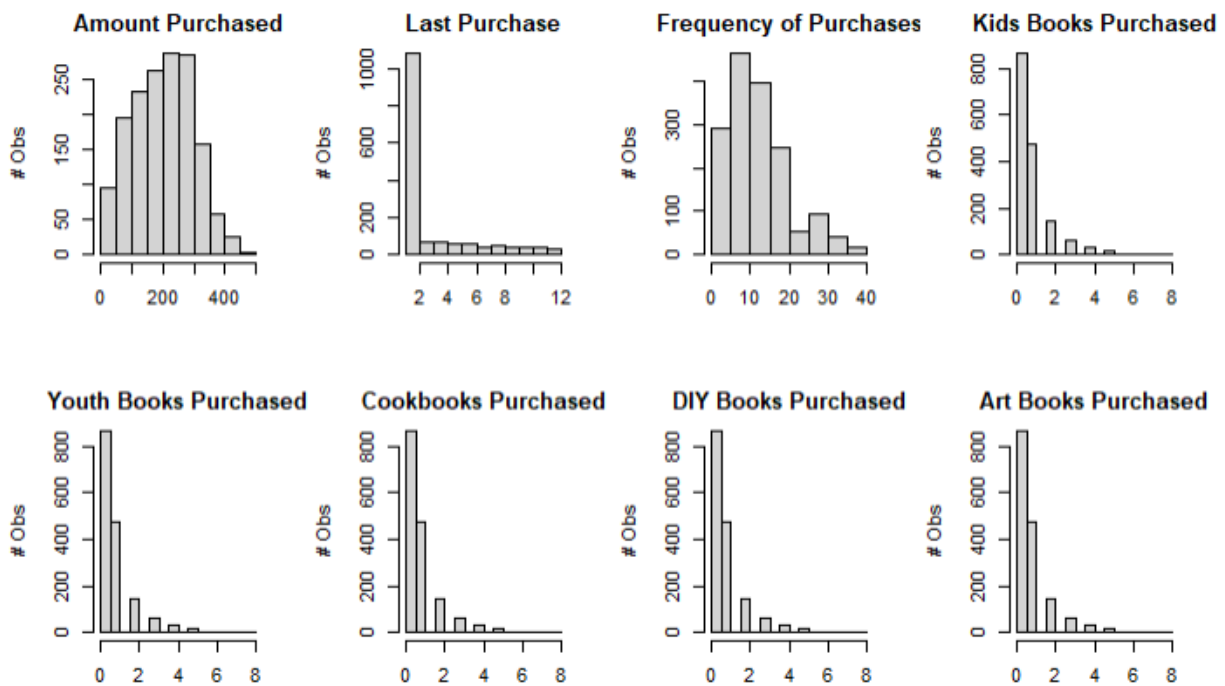 Amount Purchased
# Obs
250
150
50
0
0 200 400
Last Purchase
# Obs
1000
600
200
0
2 4 6 8 12
Frequency of Purchases
# Obs
300
100
0
0 10 20 30 40
Kids Books Purchased
# Obs
800
600
400
200
0
0 2 4 6 8
Youth Books Purchased
# Obs
800
600
400
200
0
0 2 4 6 8
Cookbooks Purchased
# Obs
800
600
400
200
0
0 2 4 6 8
DIY Books Purchased
# Obs
800
600
400
200
0
0 2 4 6 8
Art Books Purchased
# Obs
800
600
400
200
0
0 2 4 6 8